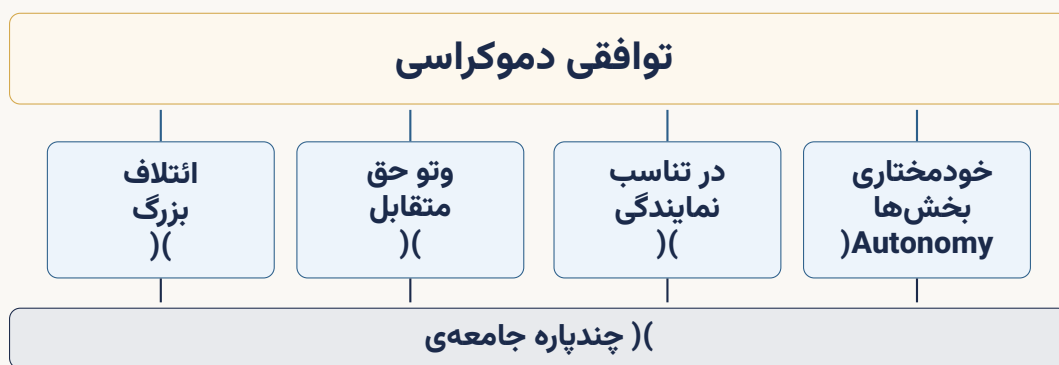 توافقی دموکراسی
خودمختاری
بخش‌ها
)Autonomy
در تناسب
نمایندگی
)(
وتو حق
متقابل
)(
ائتلاف
بزرگ
)(
)( چندپاره جامعه‌ی